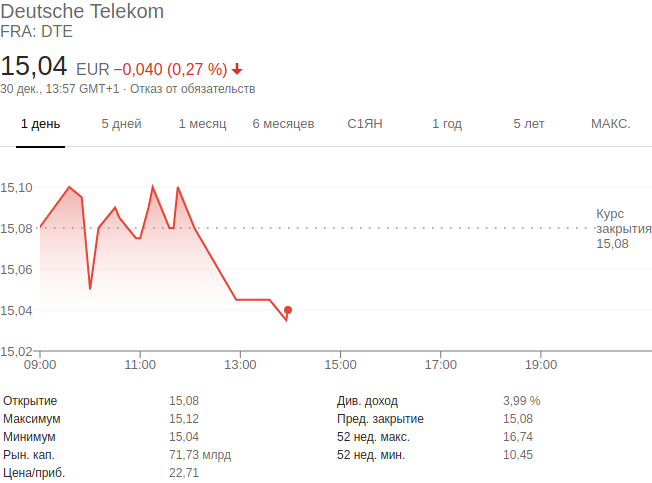 Deutsche Telekom
FRA: DTE
15,04 EUR −0,040 (0,27 %)
30 дек., 13:57 GMT+1 · Отказ от обязательств
1 день 5 дней 1 месяц 6 месяцев С1ЯН 1 год 5 лет МАКС.
15,10
15,08
15,06
15,04
15,02
Курс
закрытия
15,08
09:00 11:00 13:00 15:00 17:00 19:00
Открытие 15,08 Див. доход 3,99 %
Максимум 15,12 Пред. закрытие 15,08
Минимум 15,04 52 нед. макс. 16,74
Рын. кап. 71,73 млрд 52 нед. мин. 10,45
Цена/приб. 22,71